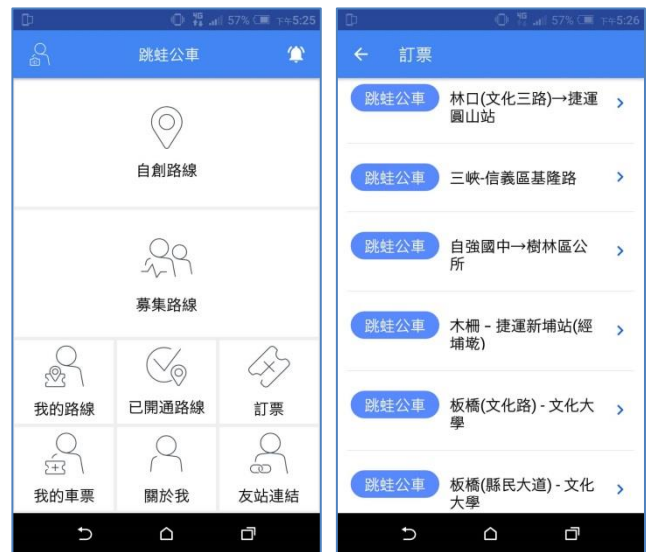 4G 57% 下午5:25
跳蛙公車
自創路線
募集路線
我的路線
已開通路線
訂票
我的車票
關於我
友站連結
4G 57% 下午5:26
訂票
跳蛙公車
林口(文化三路)→捷運
圓山站
跳蛙公車
三峽-信義區基隆路
跳蛙公車
自強國中→樹林區公
所
跳蛙公車
木柵 – 捷運新埔站(經
埔墘)
跳蛙公車
板橋(文化路) - 文化大
學
跳蛙公車
板橋(縣民大道) - 文化
大學